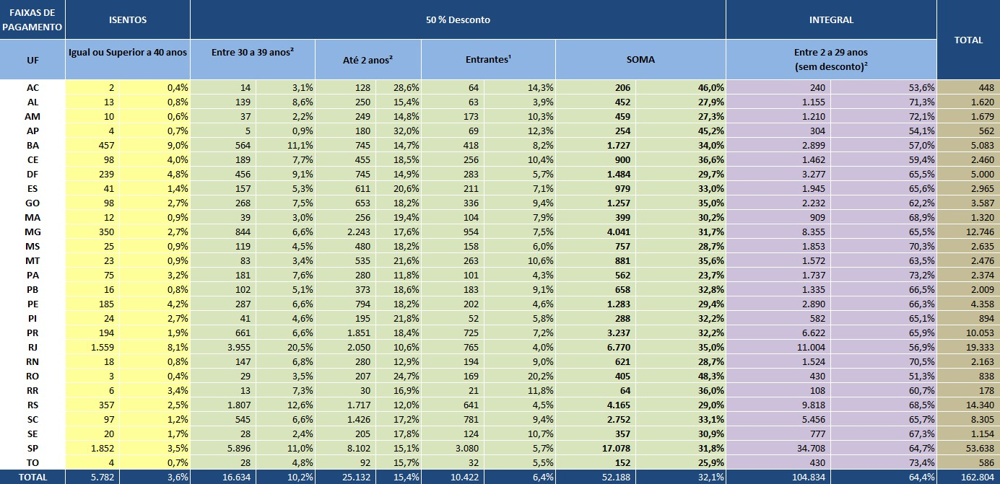 FAIXAS DE PAGAMENTO ISENTOS 50 % Desconto INTEGRAL TOTAL
UF Igual ou Superior a 40 anos Entre 30 a 39 anos² Até 2 anos² Entrantes¹ SOMA Entre 2 a 29 anos (sem desconto)²
AC 2 0,4% 14 3,1% 128 28,6% 64 14,3% 206 46,0% 240 53,6% 448
AL 13 0,8% 139 8,6% 250 15,4% 63 3,9% 452 27,9% 1.155 71,3% 1.620
AM 10 0,6% 37 2,2% 249 14,8% 173 10,3% 459 27,3% 1.210 72,1% 1.679
AP 4 0,7% 5 0,9% 180 32,0% 69 12,3% 254 45,2% 304 54,1% 562
BA 457 9,0% 564 11,1% 745 14,7% 418 8,2% 1.727 34,0% 2.899 57,0% 5.083
CE 98 4,0% 189 7,7% 455 18,5% 256 10,4% 900 36,6% 1.462 59,4% 2.460
DF 239 4,8% 456 9,1% 745 14,9% 283 5,7% 1.484 29,7% 3.277 65,5% 5.000
ES 41 1,4% 157 5,3% 611 20,6% 211 7,1% 979 33,0% 1.945 65,6% 2.965
GO 98 2,7% 268 7,5% 653 18,2% 336 9,4% 1.257 35,0% 2.232 62,2% 3.587
MA 12 0,9% 39 3,0% 256 19,4% 104 7,9% 399 30,2% 909 68,9% 1.320
MG 350 2,7% 844 6,6% 2.243 17,6% 954 7,5% 4.041 31,7% 8.355 65,5% 12.746
MS 25 0,9% 119 4,5% 480 18,2% 158 6,0% 757 28,7% 1.853 70,3% 2.635
MT 23 0,9% 83 3,4% 535 21,6% 263 10,6% 881 35,6% 1.572 63,5% 2.476
PA 75 3,2% 181 7,6% 280 11,8% 101 4,3% 562 23,7% 1.737 73,2% 2.374
PB 16 0,8% 102 5,1% 373 18,6% 183 9,1% 658 32,8% 1.335 66,5% 2.009
PE 185 4,2% 287 6,6% 794 18,2% 202 4,6% 1.283 29,4% 2.890 66,3% 4.358
PI 24 2,7% 41 4,6% 195 21,8% 52 5,8% 288 32,2% 582 65,1% 894
PR 194 1,9% 661 6,6% 1.851 18,4% 725 7,2% 3.237 32,2% 6.622 65,9% 10.053
RJ 1.559 8,1% 3.955 20,5% 2.050 10,6% 765 4,0% 6.770 35,0% 11.004 56,9% 19.333
RN 18 0,8% 147 6,8% 280 12,9% 194 9,0% 621 28,7% 1.524 70,5% 2.163
RO 3 0,4% 29 3,5% 207 24,7% 169 20,2% 405 48,3% 430 51,3% 838
RR 6 3,4% 13 7,3% 30 16,9% 21 11,8% 64 36,0% 108 60,7% 178
RS 357 2,5% 1.807 12,6% 1.717 12,0% 641 4,5% 4.165 29,0% 9.818 68,5% 14.340
SC 97 1,2% 545 6,6% 1.426 17,2% 781 9,4% 2.752 33,1% 5.456 65,7% 8.305
SE 20 1,7% 28 2,4% 205 17,8% 124 10,7% 357 30,9% 777 67,3% 1.154
SP 1.852 3,5% 5.896 11,0% 8.102 15,1% 3.080 5,7% 17.078 31,8% 34.708 64,7% 53.638
TO 4 0,7% 28 4,8% 92 15,7% 32 5,5% 152 25,9% 430 73,4% 586
TOTAL 5.782 3,6% 16.634 10,2% 25.132 15,4% 10.422 6,4% 52.188 32,1% 104.834 64,4% 162.804